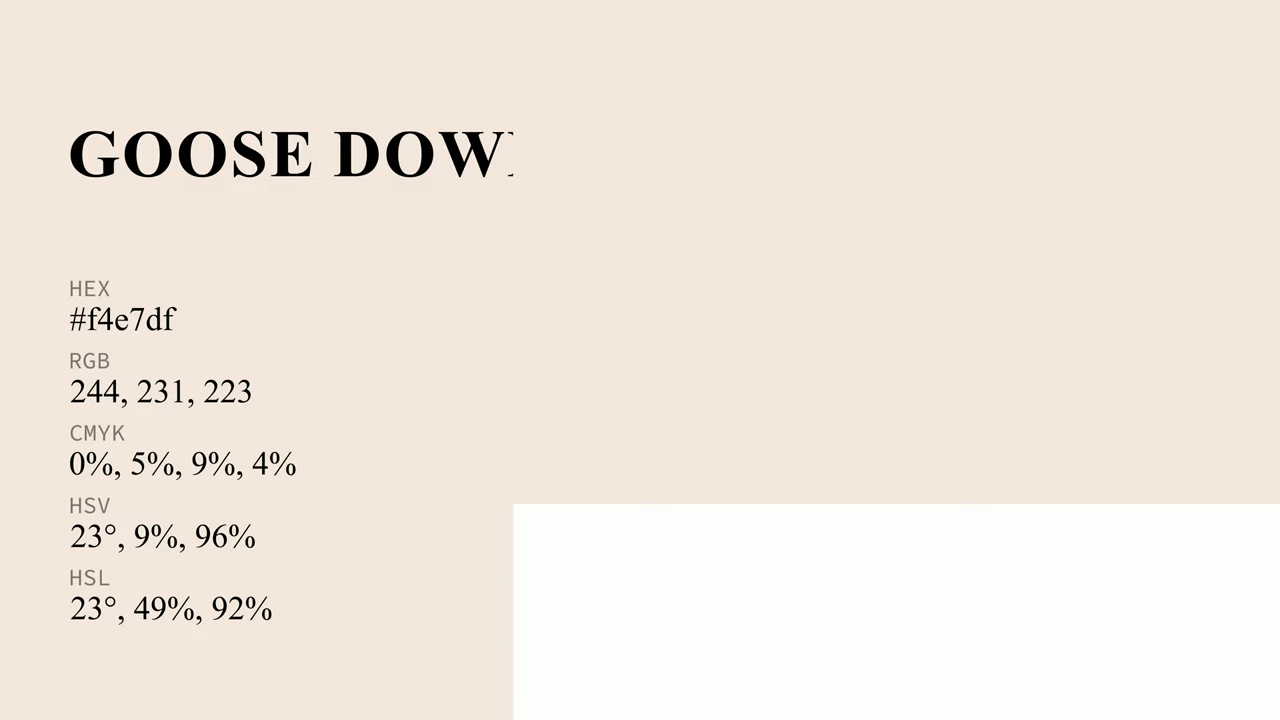 GOOSE DOW
HEX
#f4e7df
RGB
244, 231, 223
CMYK
0%, 5%, 9%, 4%
HSV
23°, 9%, 96%
HSL
23°, 49%, 92%